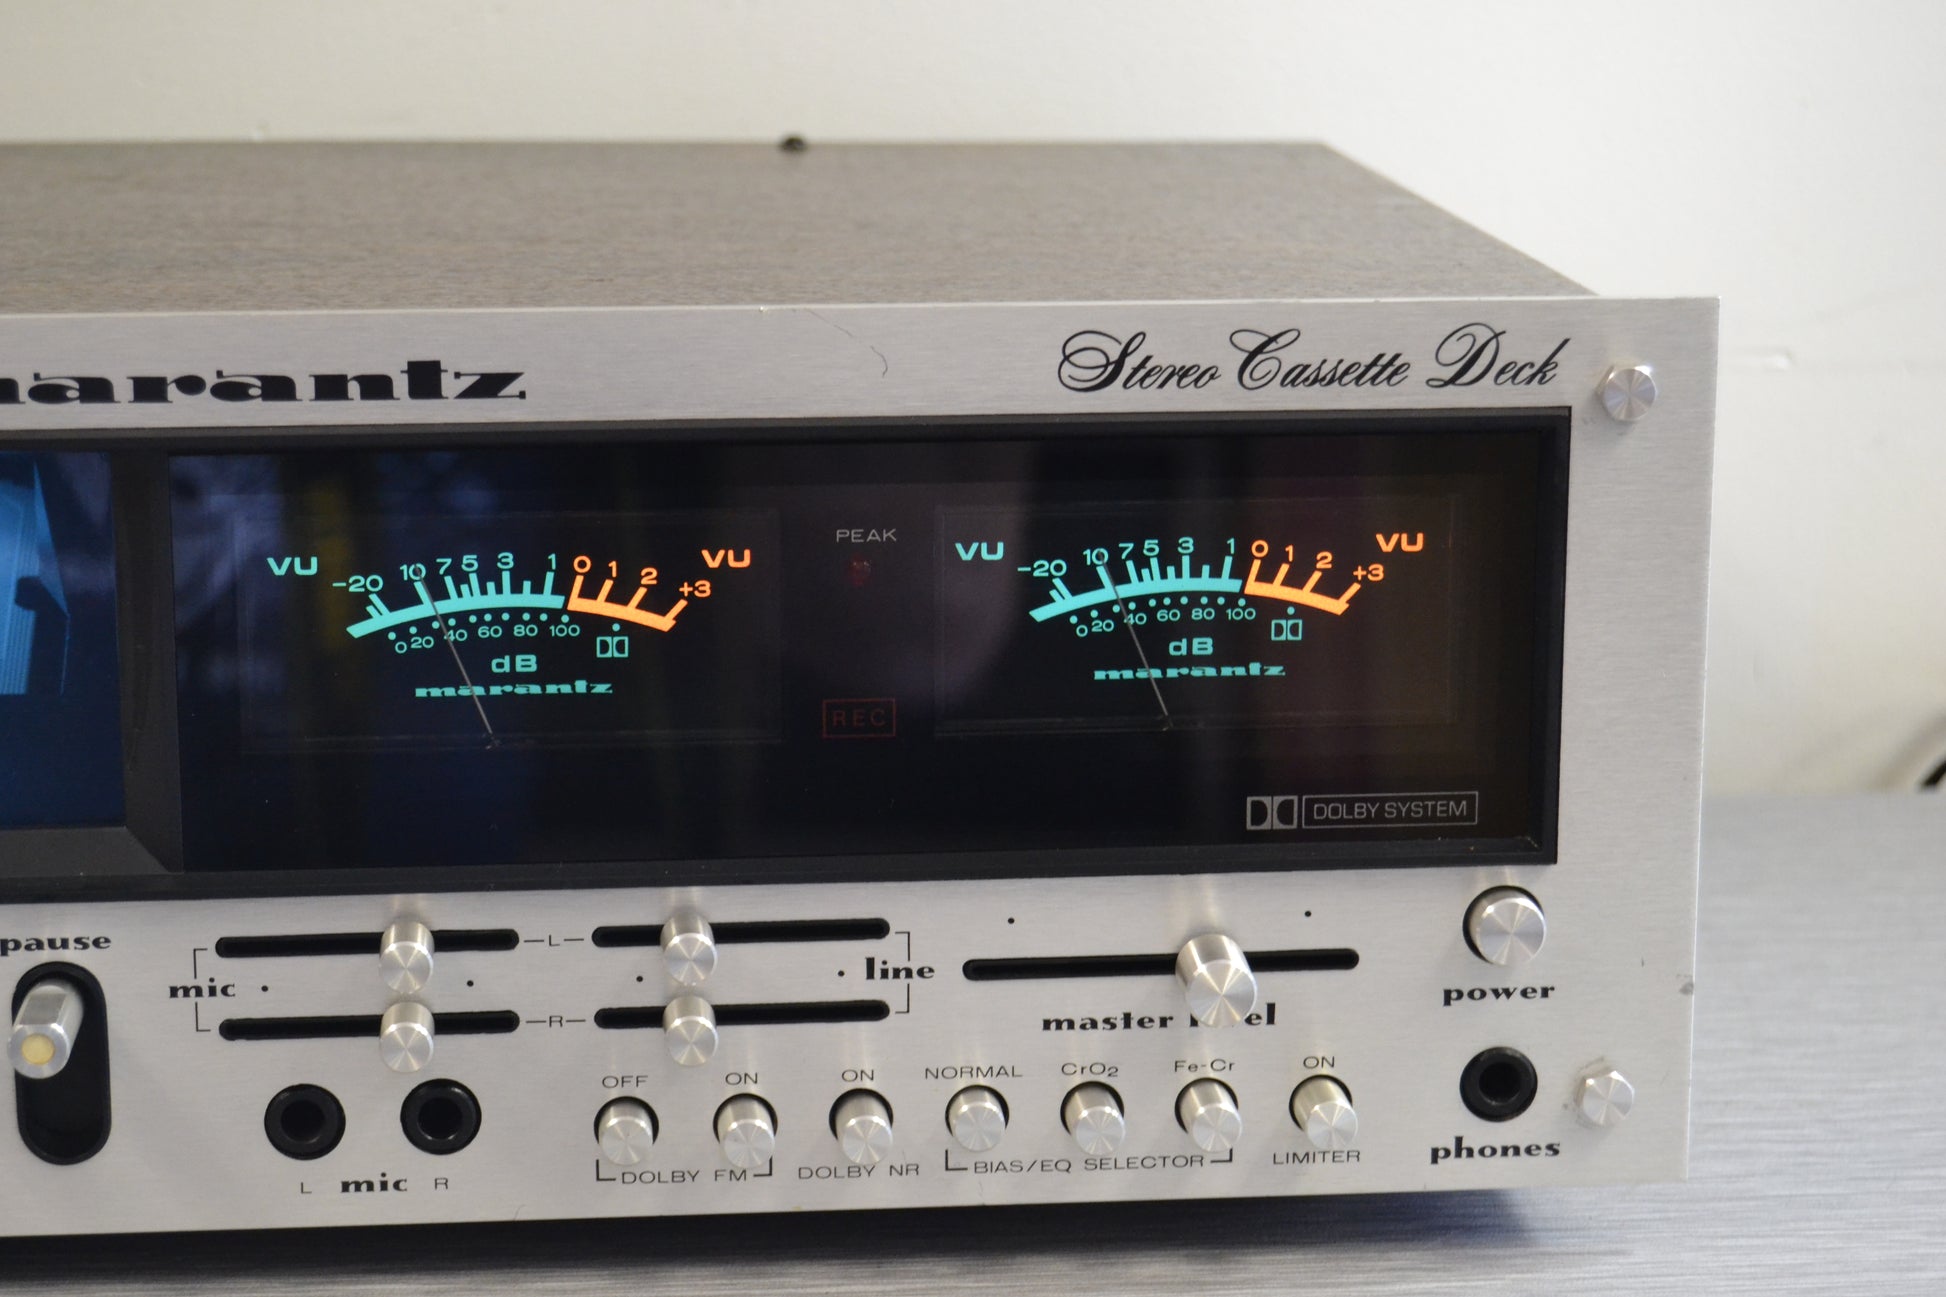 marantz
Stereo Cassette Deck
VU -20 10 7 5 3 1 0 1 2 +3 VU
0 20 40 60 80 100
dB
marantz
PEAK
REC
VU -20 10 7 5 3 1 0 1 2 +3 VU
0 20 40 60 80 100
dB
marantz
DOLBY SYSTEM
pause
mic
L
R
line
master level
power
OFF ON ON NORMAL CrO2 Fe-Cr ON
DOLBY FM DOLBY NR BIAS/EQ SELECTOR LIMITER
L mic R
phones